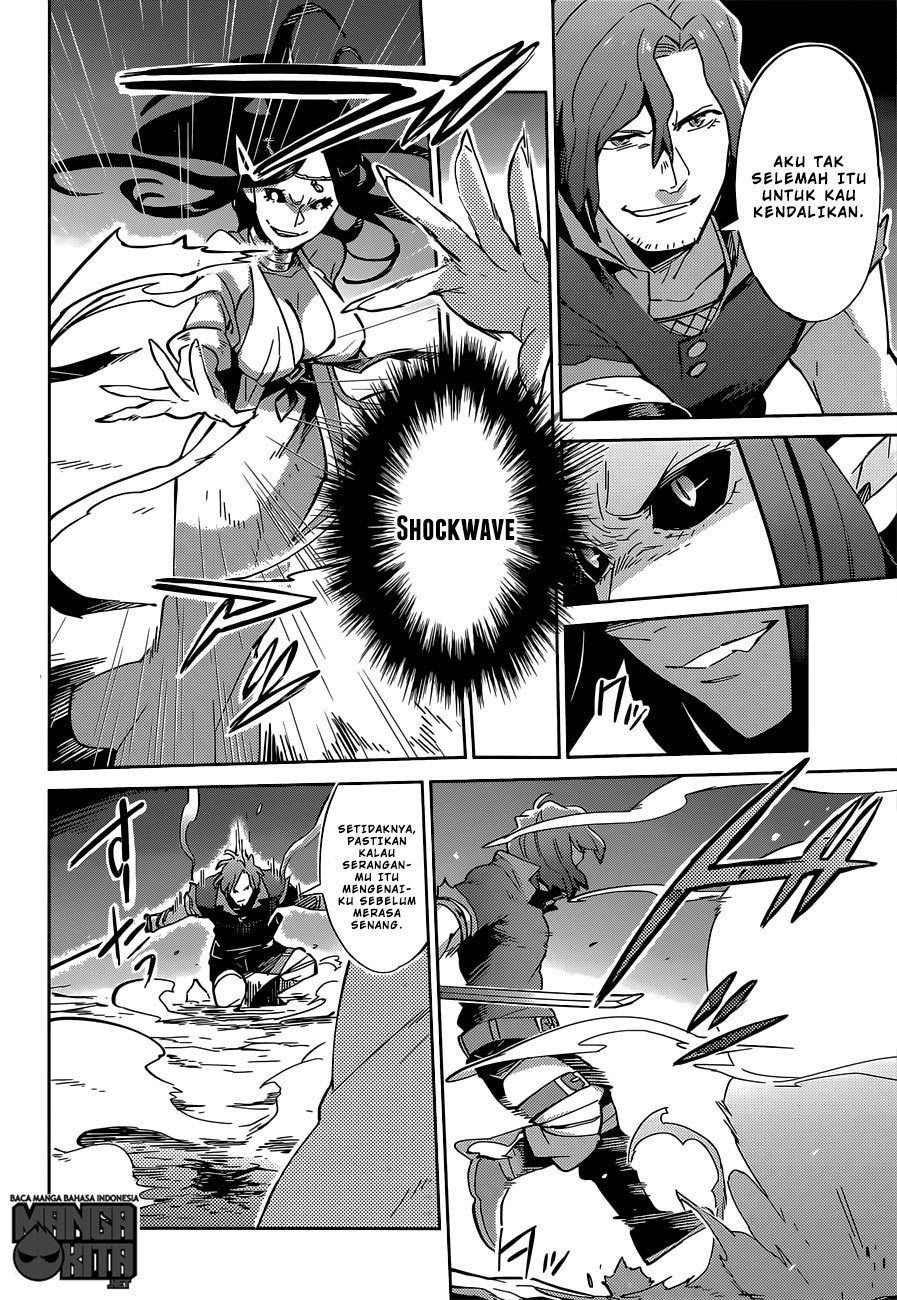 AKU TAK
SELEMAH ITU
UNTUK KAU
KENDALIKAN.
SHOCKWAVE
SETIDAKNYA,
PASTIKAN
KALAU
SERANGAN-
MU ITU
MENGENAI-
KU SEBELUM
MERASA
SENANG.
BACA MANGA BAHASA INDONESIA
MANGA
KITA
.NET